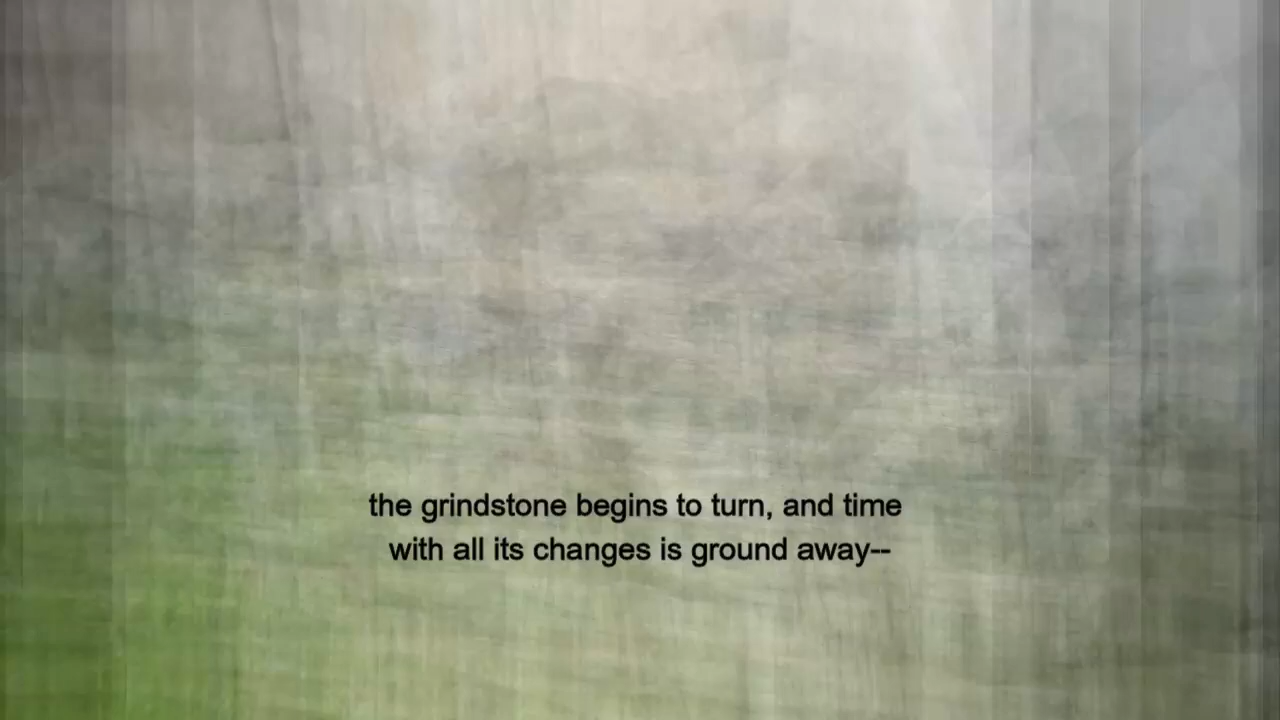 the grindstone begins to turn, and time
with all its changes is ground away--